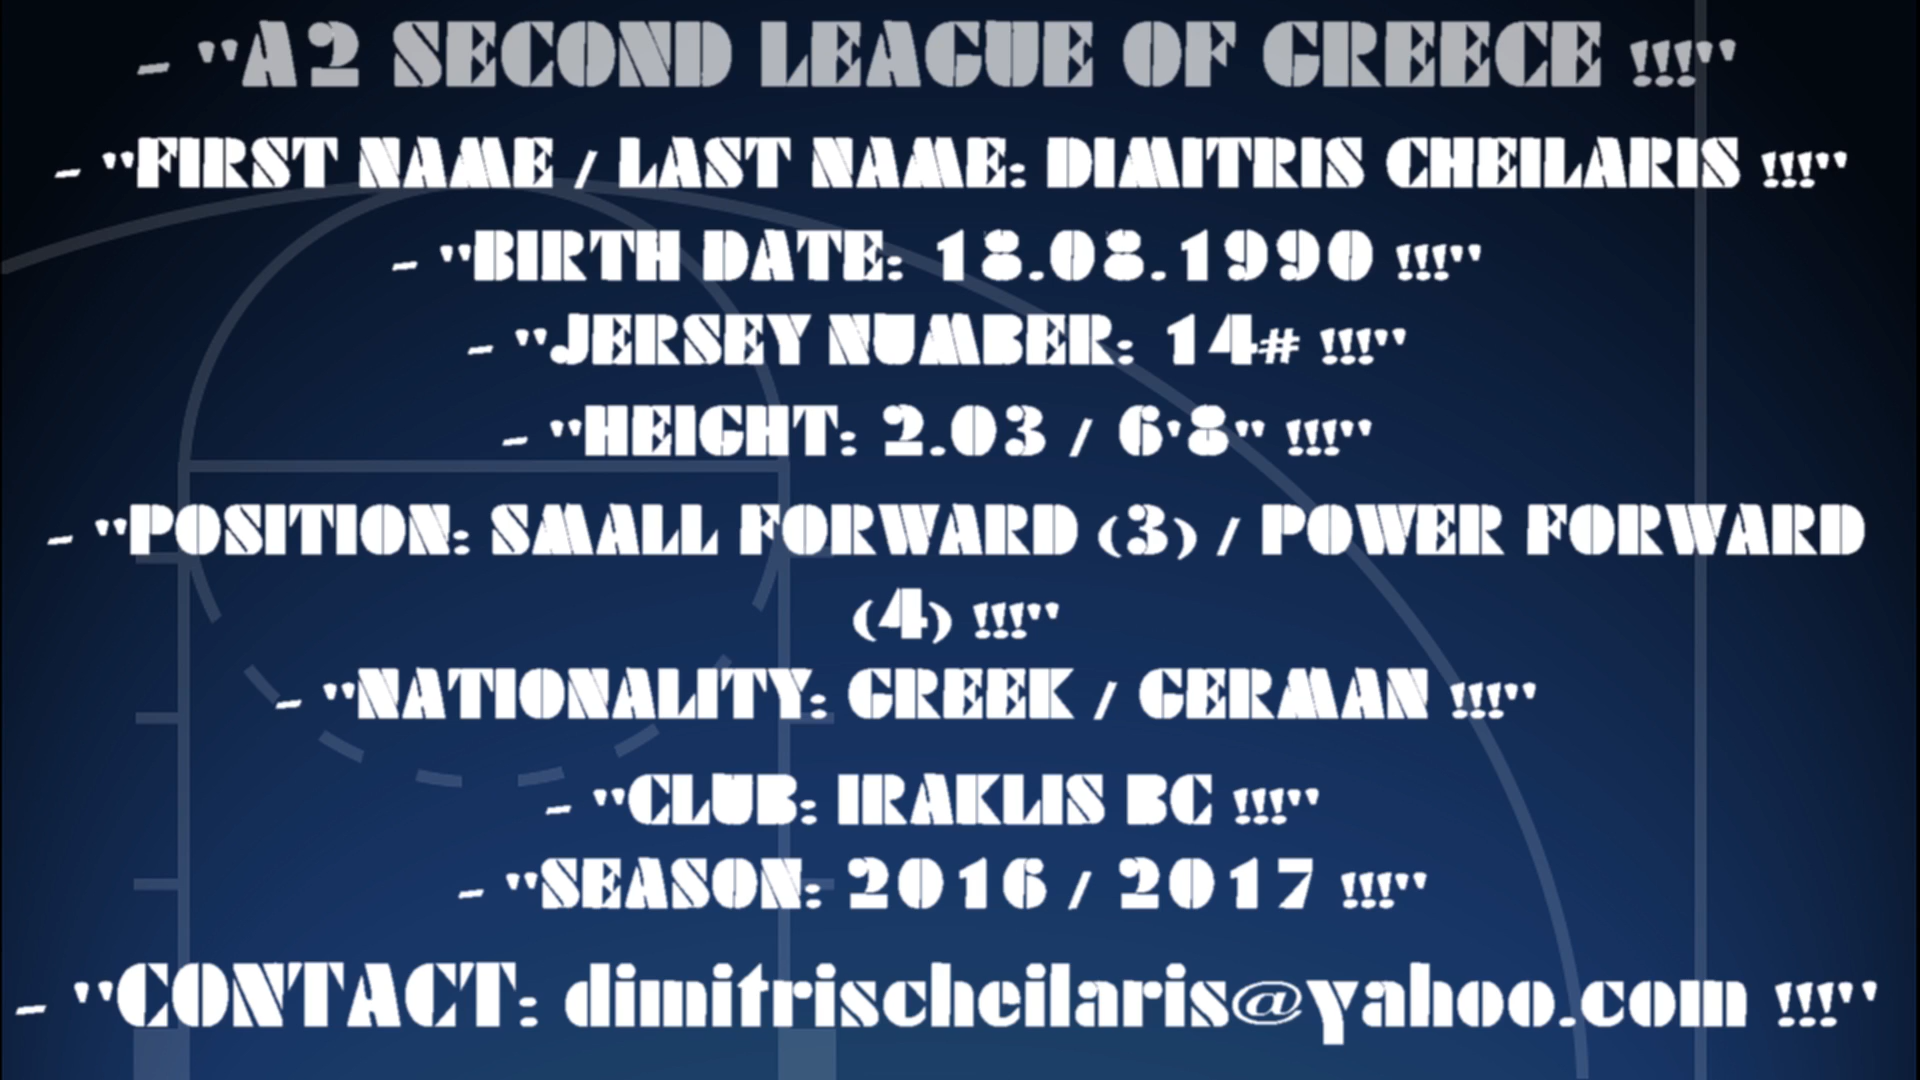 - "A2 SECOND LEAGUE OF GREECE !!!"
- "FIRST NAME / LAST NAME: DIMITRIS CHEILARIS !!!"
- "BIRTH DATE: 18.08.1990 !!!"
- "JERSEY NUMBER: 14# !!!"
- "HEIGHT: 2.03 / 6'8" !!!"
- "POSITION: SMALL FORWARD (3) / POWER FORWARD
(4) !!!"
- "NATIONALITY: GREEK / GERMAN !!!"
- "CLUB: IRAKLIS BC !!!"
- "SEASON: 2016 / 2017 !!!"
- "CONTACT: dimitrischeilaris@yahoo.com !!!"